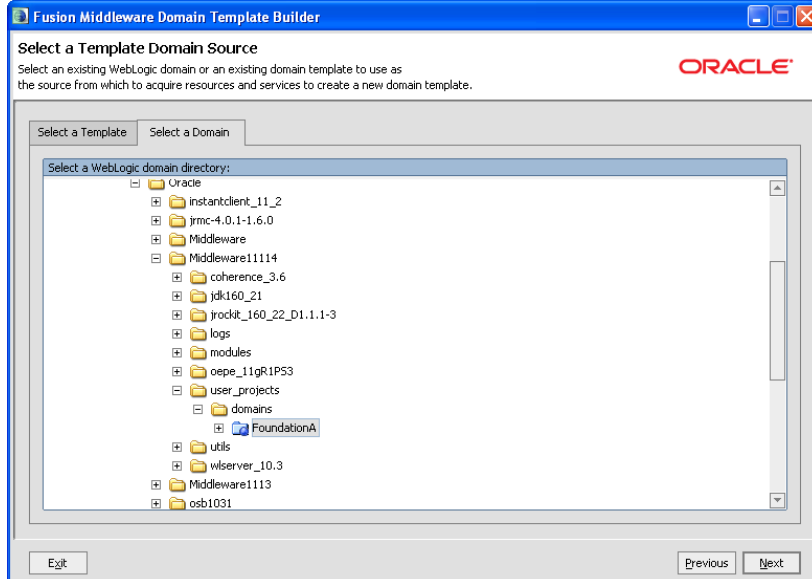 Fusion Middleware Domain Template Builder
Select a Template Domain Source
Select an existing WebLogic domain or an existing domain template to use as
the source from which to acquire resources and services to create a new domain template.
ORACLE
Select a Template
Select a Domain
Select a WebLogic domain directory:
Oracle
instantclient_11_2
jrmc-4.0.1-1.6.0
Middleware
Middleware11114
coherence_3.6
jdk160_21
jrockit_160_22_D1.1.1-3
logs
modules
oepe_11gR1PS3
user_projects
domains
FoundationA
utils
wlserver_10.3
Middleware1113
osb1031
Exit
Previous
Next